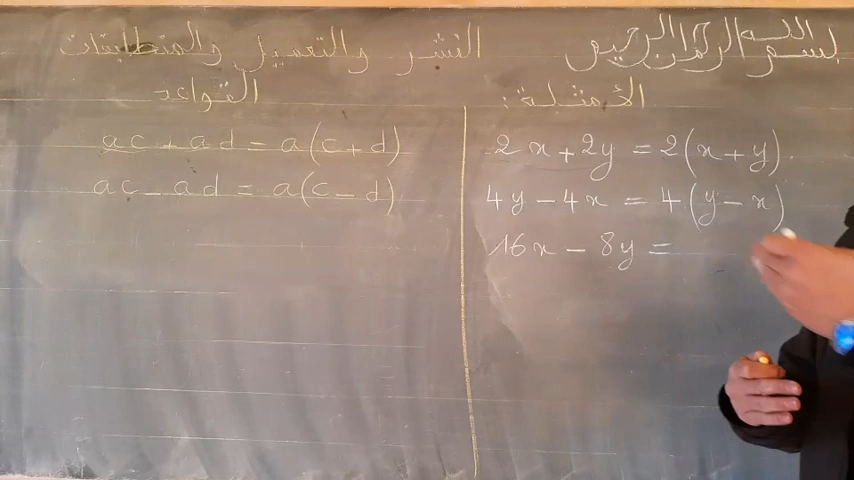 بسم الله الرحمن الرحيم
النشر والتعميل والمتطابقات
الأمثلة :
2x + 2y = 2(x + y).
4y - 4x = 4.(y - x)
16x - 8y =
القواعد
ac + ad = a(c + d)
ac - ad = a(c - d)